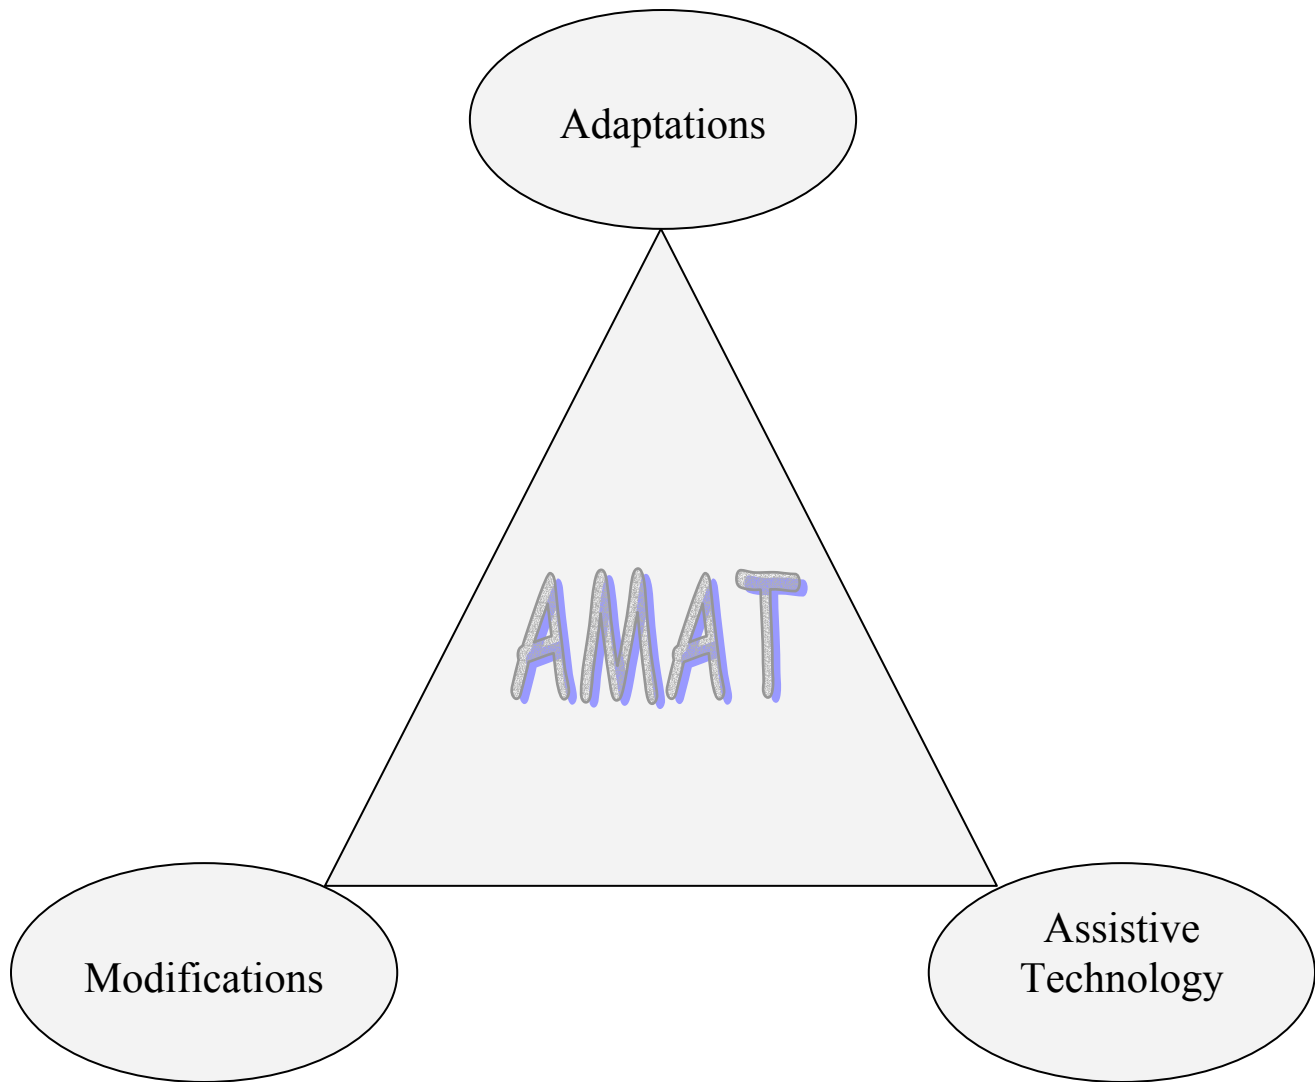 Adaptations
AMAT
Modifications
Assistive
Technology